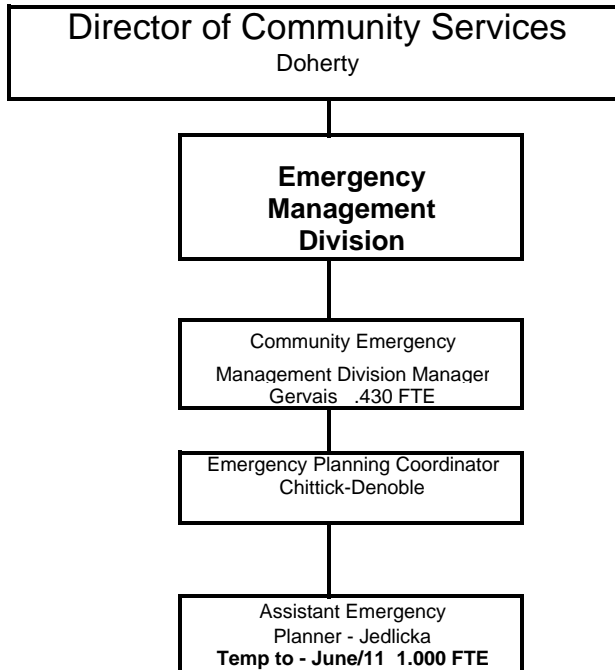 Director of Community Services
Doherty
Emergency
Management
Division
Community Emergency
Management Division Manager
Gervais .430 FTE
Emergency Planning Coordinator
Chittick-Denoble
Assistant Emergency
Planner - Jedlicka
Temp to - June/11 1.000 FTE